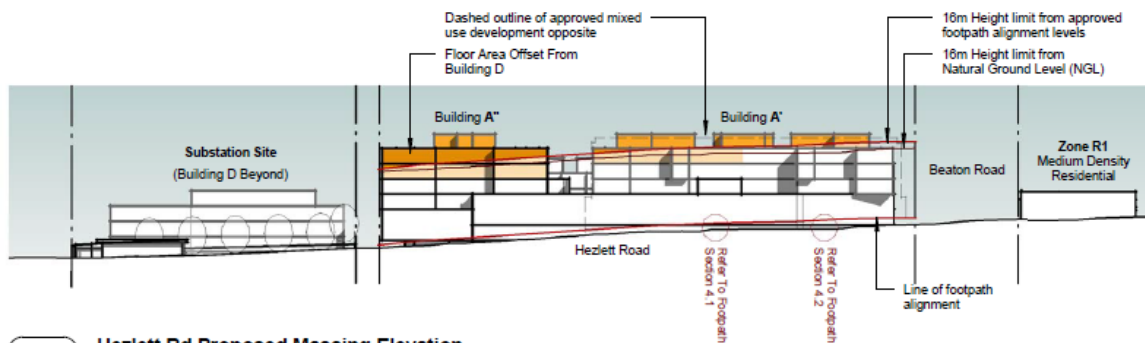 Dashed outline of approved mixed
use development opposite
Floor Area Offset From
Building D
16m Height limit from approved
footpath alignment levels
16m Height limit from
Natural Ground Level (NGL)
Building A"
Building A'
Substation Site
(Building D Beyond)
Beaton Road
Zone R1
Medium Density
Residential
Hezlett Road
Refer To Footpath
Section 4.1
Refer To Footpath
Section 4.2
Line of footpath
alignment
Hezlett Rd Proposed Massing Elevation